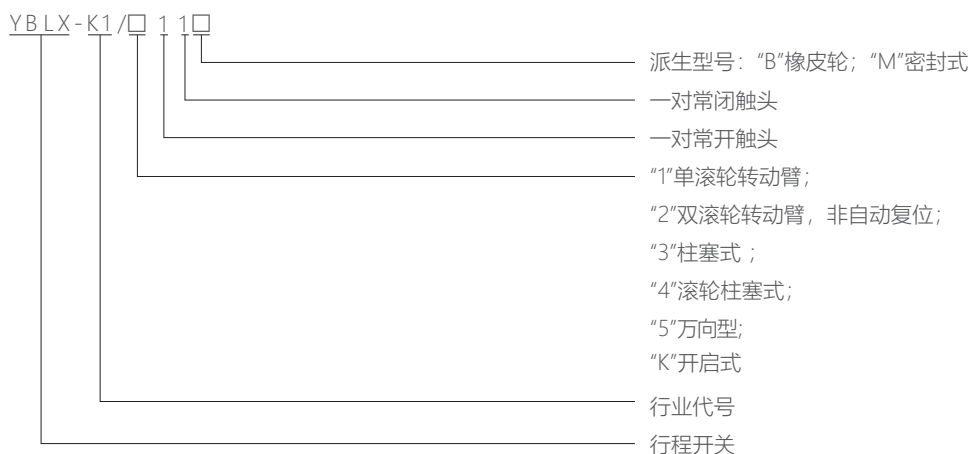 YBLX-K1/□11□
派生型号："B"橡皮轮；"M"密封式
一对常闭触头
一对常开触头
"1"单滚轮转动臂；
"2"双滚轮转动臂，非自动复位；
"3"柱塞式；
"4"滚轮柱塞式；
"5"万向型;
"K"开启式
行业代号
行程开关